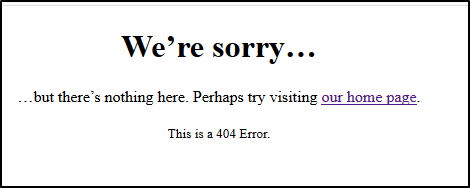 We’re sorry…
…but there’s nothing here. Perhaps try visiting our home page.
This is a 404 Error.